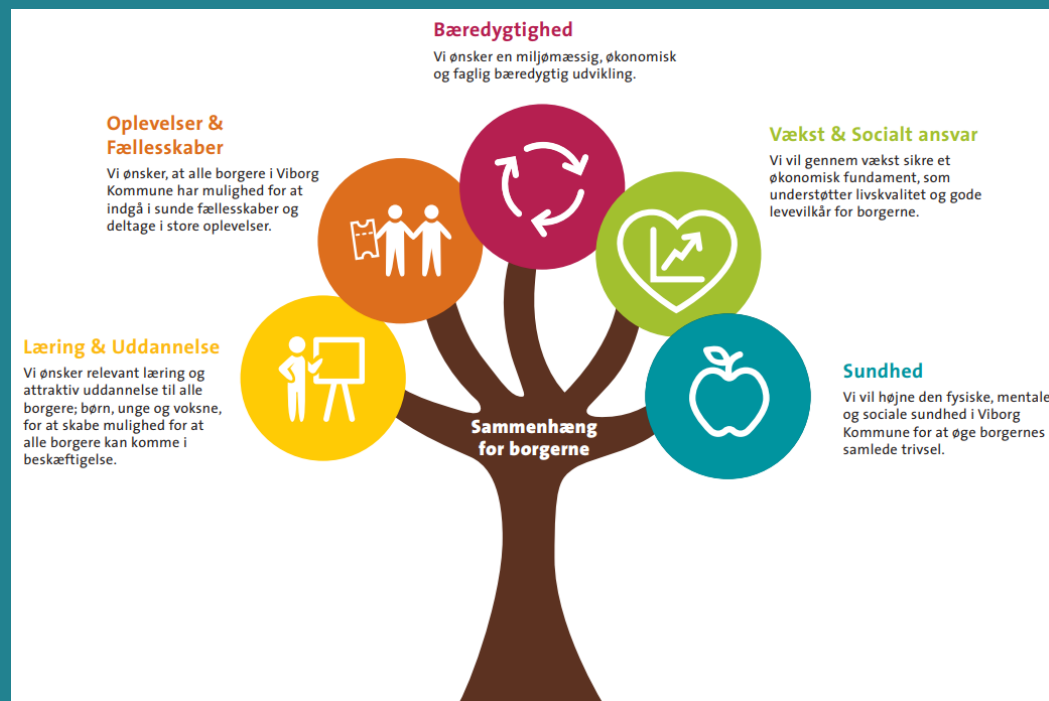 Bæredygtighed
Vi ønsker en miljømæssig, økonomisk
og faglig bæredygtig udvikling.
Oplevelser &
Fællesskaber
Vi ønsker, at alle borgere i Viborg
Kommune har mulighed for at
indgå i sunde fællesskaber og
deltage i store oplevelser.
Vækst & Socialt ansvar
Vi vil gennem vækst sikre et
økonomisk fundament, som
understøtter livskvalitet og gode
levevilkår for borgerne.
Læring & Uddannelse
Vi ønsker relevant læring og
attraktiv uddannelse til alle
borgere; børn, unge og voksne,
for at skabe mulighed for at
alle borgere kan komme i
beskæftigelse.
Sundhed
Vi vil højne den fysiske, mentale
og sociale sundhed i Viborg
Kommune for at øge borgernes
samlede trivsel.
Sammenhæng
for borgerne